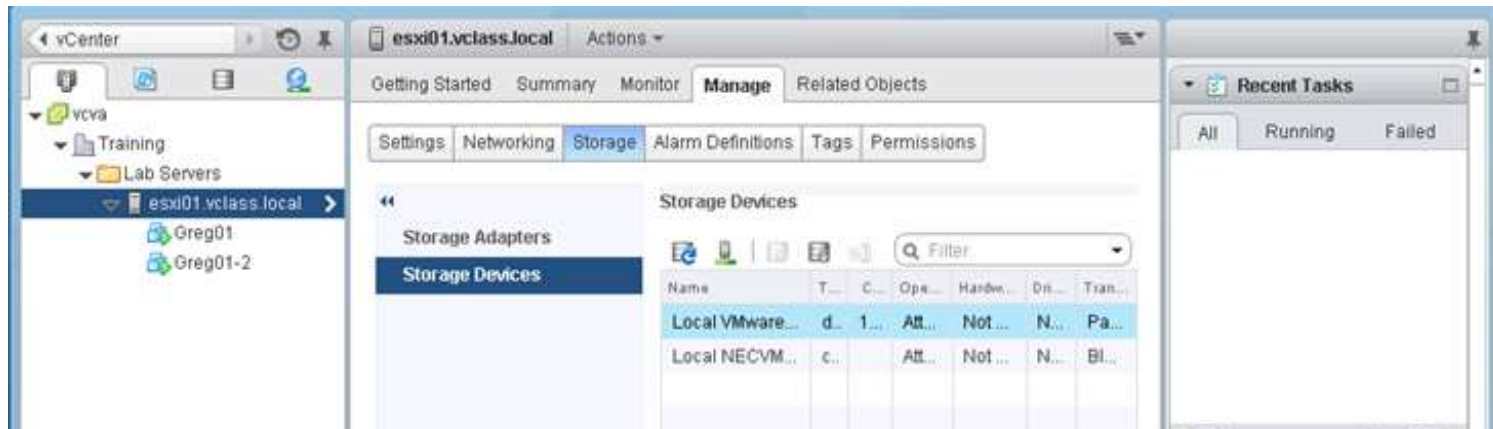 vCenter
vcva
Training
Lab Servers
esxi01.vclass.local
Greg01
Greg01-2
esxi01.vclass.local Actions
Getting Started Summary Monitor Manage Related Objects
Settings Networking Storage Alarm Definitions Tags Permissions
Storage Adapters
Storage Devices
Storage Devices
Filter
Name T... C... Ope... Hardw... Dri... Tran...
Local VMware... d... 1... Att... Not ... N... Pa...
Local NECVM... c... Att... Not ... N... Bl...
Recent Tasks
All Running Failed